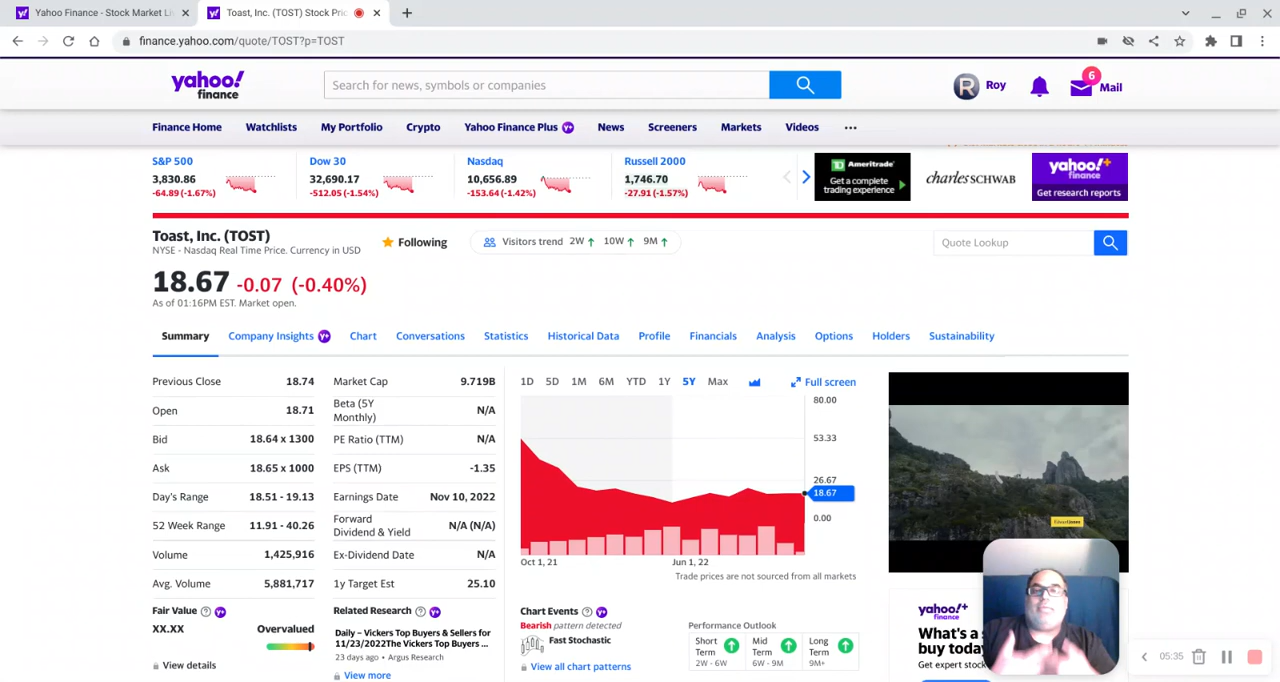 Yahoo Finance - Stock Market Li
Toast, Inc. (TOST) Stock Pric
finance.yahoo.com/quote/TOST?p=TOST
yahoo!
finance
Search for news, symbols or companies
R
Roy
6
Mail
Finance Home
Watchlists
My Portfolio
Crypto
Yahoo Finance Plus
News
Screeners
Markets
Videos
...
S&P 500
3,830.86
-64.89 (-1.67%)
Dow 30
32,690.17
-512.05 (-1.54%)
Nasdaq
10,656.89
-153.64 (-1.42%)
Russell 2000
1,746.70
-27.91 (-1.57%)
TD Ameritrade
Get a complete
trading experience
charles SCHWAB
yahoo!+
finance
Get research reports
Toast, Inc. (TOST)
NYSE - Nasdaq Real Time Price. Currency in USD
Following
Visitors trend 2W 10W 9M
Quote Lookup
18.67 -0.07 (-0.40%)
As of 01:16PM EST. Market open.
Summary
Company Insights
Chart
Conversations
Statistics
Historical Data
Profile
Financials
Analysis
Options
Holders
Sustainability
Previous Close 18.74
Open 18.71
Bid 18.64 x 1300
Ask 18.65 x 1000
Day's Range 18.51 - 19.13
52 Week Range 11.91 - 40.26
Volume 1,425,916
Avg. Volume 5,881,717
Market Cap 9.719B
Beta (5Y
Monthly) N/A
PE Ratio (TTM) N/A
EPS (TTM) -1.35
Earnings Date Nov 10, 2022
Forward
Dividend & Yield N/A (N/A)
Ex-Dividend Date N/A
1y Target Est 25.10
1D 5D 1M 6M YTD 1Y 5Y Max
Full screen
80.00
53.33
26.67
18.67
0.00
Oct 1, 21
Jun 1, 22
Trade prices are not sourced from all markets
Fair Value
XX.XX
Overvalued
View details
Related Research
Daily – Vickers Top Buyers & Sellers for
11/23/2022The Vickers Top Buyers ...
23 days ago • Argus Research
View more
Chart Events
Bearish pattern detected
Fast Stochastic
View all chart patterns
Performance Outlook
Short
Term
2W - 6W
Mid
Term
6W - 9M
Long
Term
9M+
yahoo!+
finance
What's a s
buy today
Get expert stoc
05:35